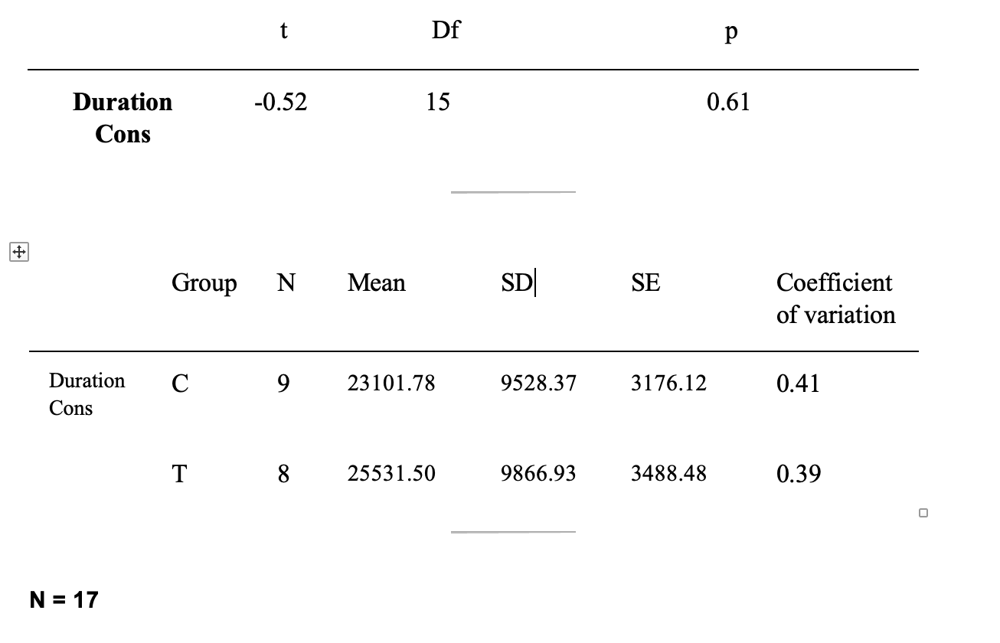 t Df p
Duration -0.52 15 0.61
Cons
Group N Mean SD SE Coefficient
of variation
Duration C 9 23101.78 9528.37 3176.12 0.41
Cons
T 8 25531.50 9866.93 3488.48 0.39
N = 17